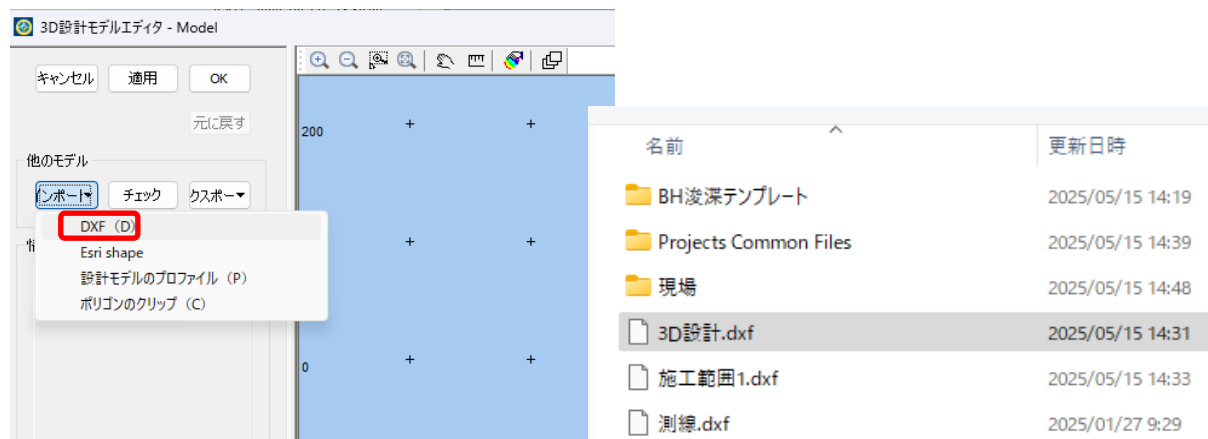 3D設計モデルエディタ - Model
キャンセル 適用 OK
元に戻す
他のモデル
インポート チェック クスポー
DXF (D)
Esri shape
設計モデルのプロファイル (P)
ポリゴンのクリップ (C)
200
0
名前 更新日時
BH浚渫テンプレート 2025/05/15 14:19
Projects Common Files 2025/05/15 14:39
現場 2025/05/15 14:48
3D設計.dxf 2025/05/15 14:31
施工範囲1.dxf 2025/05/15 14:33
測線.dxf 2025/01/27 9:29